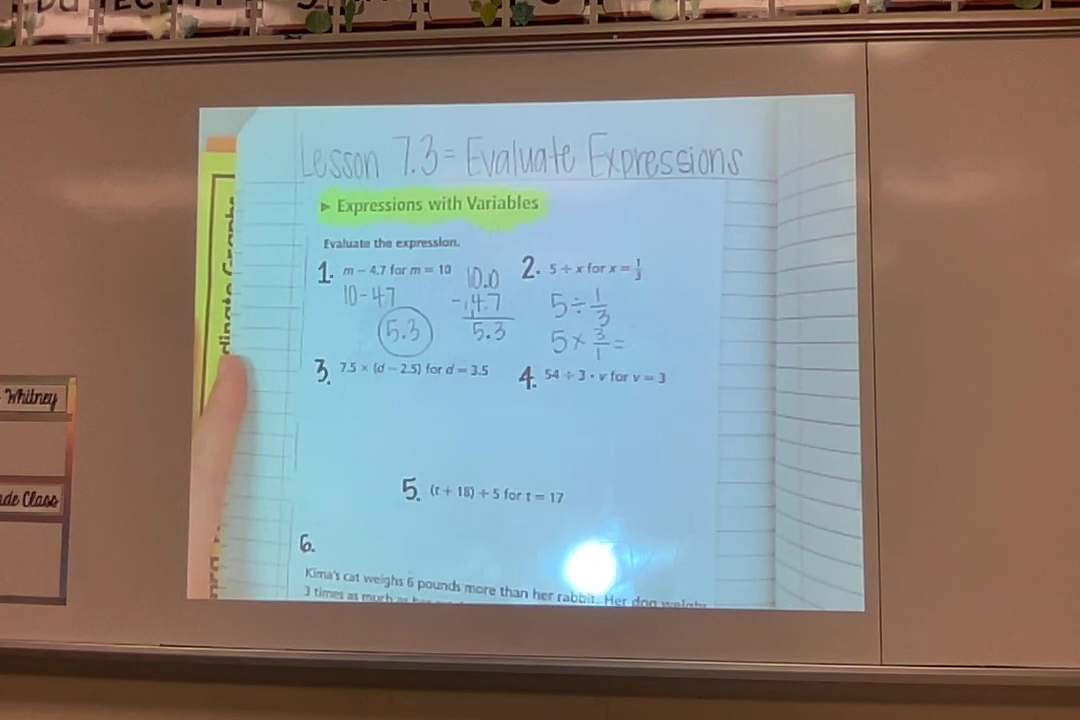 Lesson 7.3 = Evaluate Expressions
▸ Expressions with Variables
Evaluate the expression.
1. m − 4.7 for m = 10
10 - 4.7
5.3
10.0
- 4.7
5.3
2. 5 ÷ x for x = 1/3
5 ÷ 1/3
5 × 3/1 =
3. 7.5 × (d − 2.5) for d = 3.5
4. 54 ÷ 3 • v for v = 3
5. (t + 18) ÷ 5 for t = 17
6.
Kima's cat weighs 6 pounds more than her rabbit. Her dog weighs
3 times as much as her
Whitney
Class